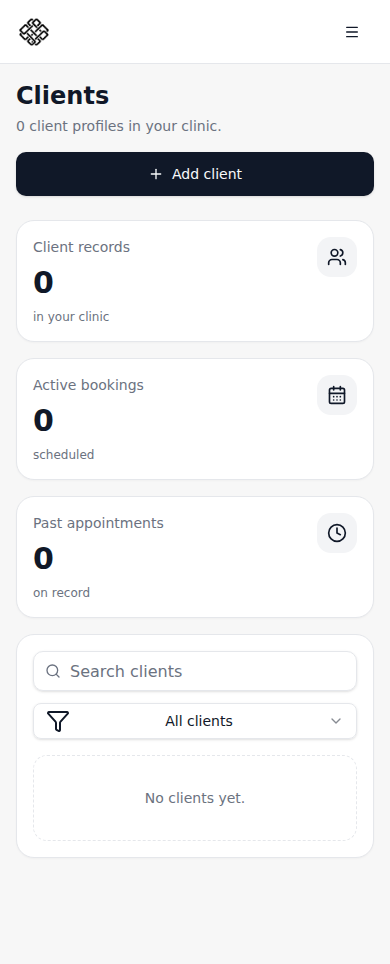 Clients
0 client profiles in your clinic.
Add client
Client records
0
in your clinic
Active bookings
0
scheduled
Past appointments
0
on record
Search clients
All clients
No clients yet.